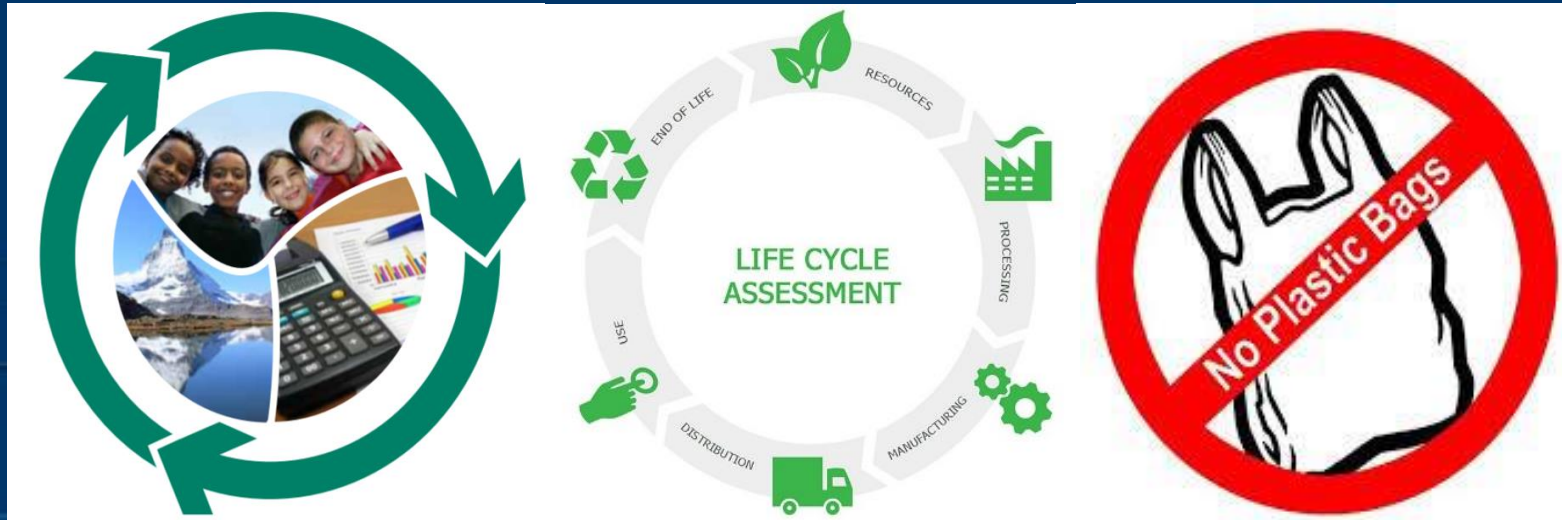 RESOURCES
PROCESSING
MANUFACTURING
DISTRIBUTION
USE
END OF LIFE
LIFE CYCLE
ASSESSMENT
No Plastic Bags